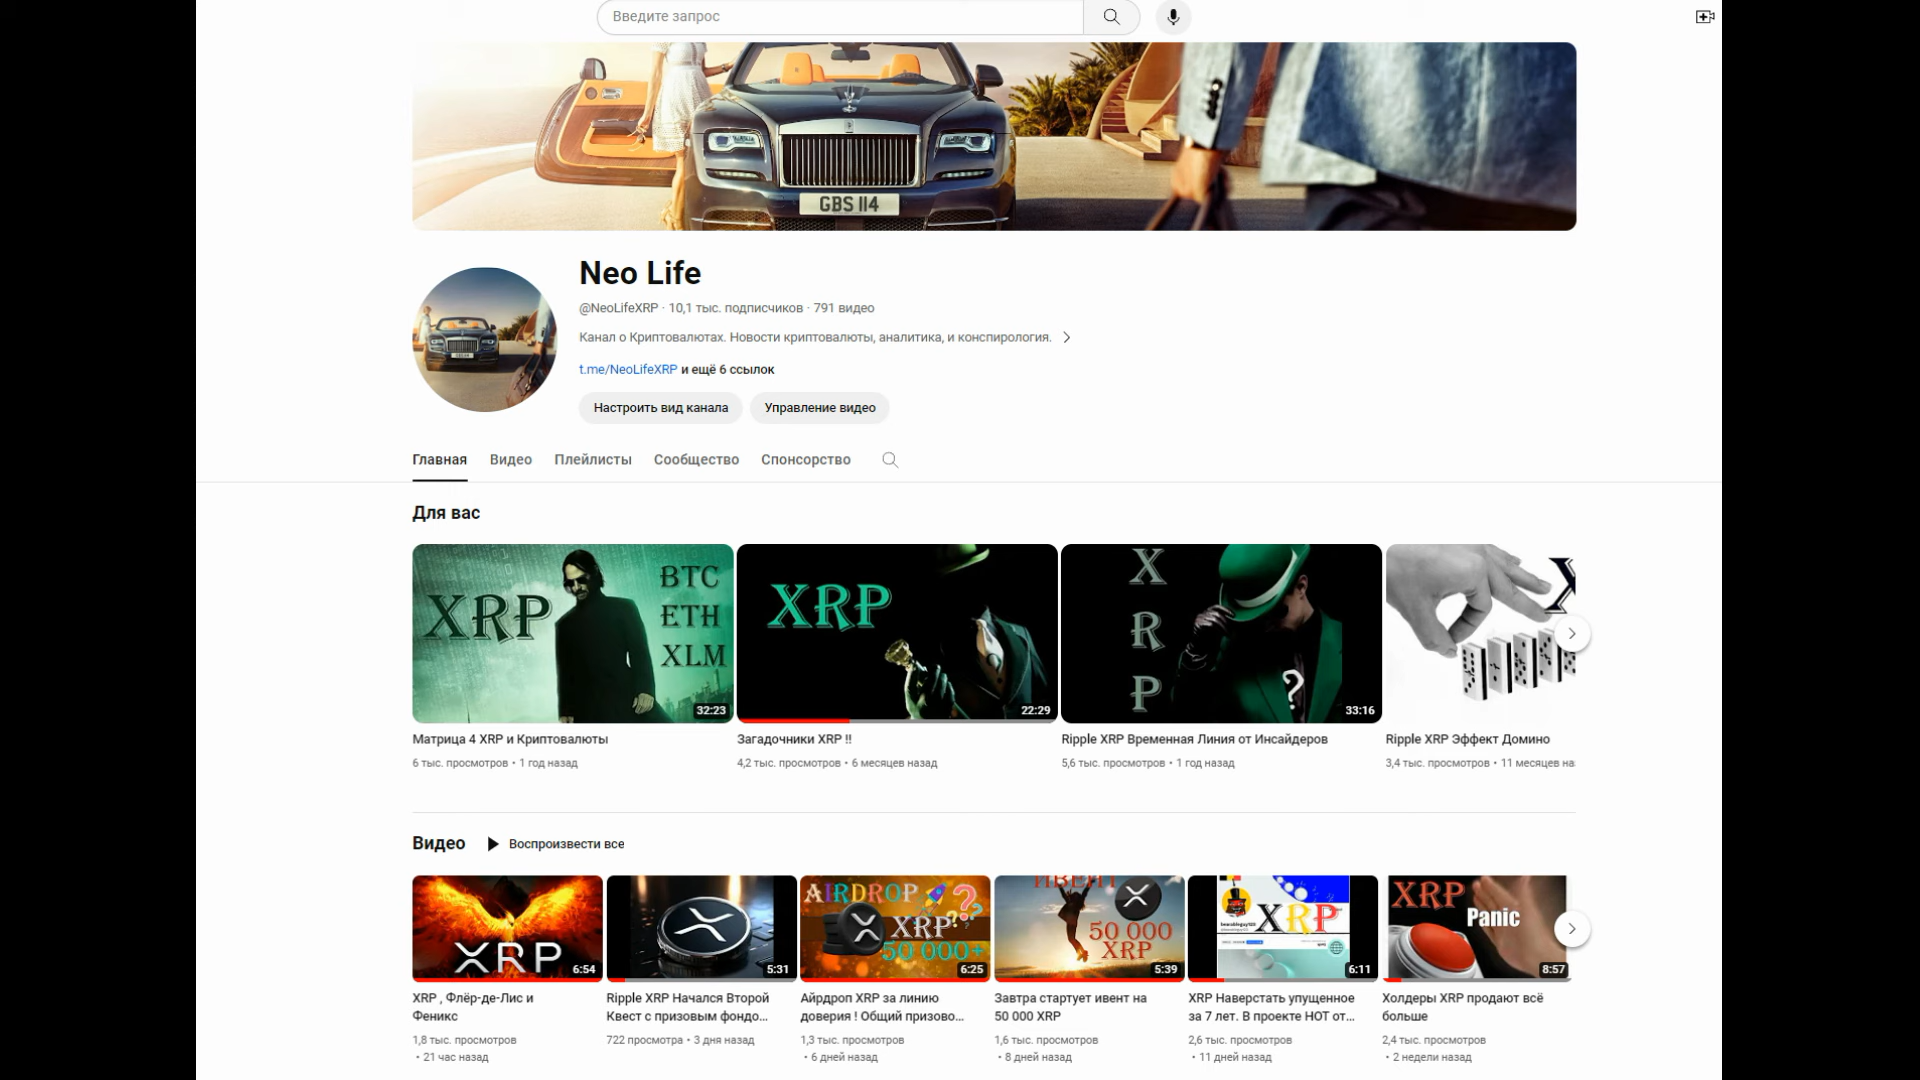 Введите запрос
GBS 114
Neo Life
@NeoLifeXRP · 10,1 тыс. подписчиков · 791 видео
Канал о Криптовалютах. Новости криптовалюты, аналитика, и конспирология.
t.me/NeoLifeXRP и ещё 6 ссылок
Настроить вид канала Управление видео
Главная Видео Плейлисты Сообщество Спонсорство
Для вас
XRP
BTC
ETH
XLM
32:23
XRP
22:29
X
R
P
?
33:16
X
Матрица 4 XRP и Криптовалюты
6 тыс. просмотров • 1 год назад
Загадочники XRP !!
4,2 тыс. просмотров • 6 месяцев назад
Ripple XRP Временная Линия от Инсайдеров
5,6 тыс. просмотров • 1 год назад
Ripple XRP Эффект Домино
3,4 тыс. просмотров • 11 месяцев на
Видео Воспроизвести все
XRP
6:54
5:31
AIRDROP ?
XRP ??
50 000+
6:25
ИВЕНТ
50 000
XRP
5:39
XRP
6:11
XRP
Panic
8:57
XRP , Флёр-де-Лис и
Феникс
1,8 тыс. просмотров
• 21 час назад
Ripple XRP Начался Второй
Квест с призовым фондо...
722 просмотра • 3 дня назад
Айрдроп XRP за линию
доверия ! Общий призово...
1,3 тыс. просмотров
• 6 дней назад
Завтра стартует ивент на
50 000 XRP
1,6 тыс. просмотров
• 8 дней назад
XRP Наверстать упущенное
за 7 лет. В проекте HOT от...
2,6 тыс. просмотров
• 11 дней назад
Холдеры XRP продают всё
больше
2,4 тыс. просмотров
• 2 недели назад